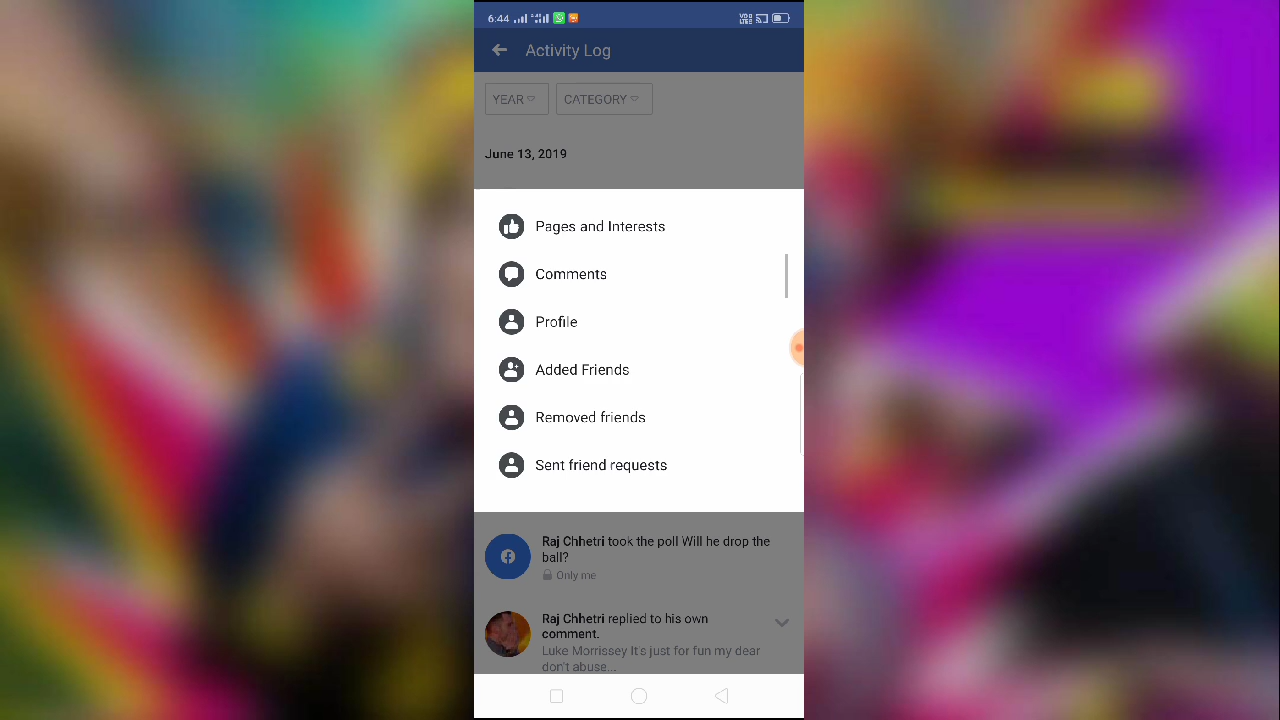 6:44
Activity Log
YEAR
CATEGORY
June 13, 2019
Pages and Interests
Comments
Profile
Added Friends
Removed friends
Sent friend requests
Raj Chhetri took the poll Will he drop the
ball?
Only me
Raj Chhetri replied to his own
comment.
Luke Morrissey It's just for fun my dear
don't abuse...